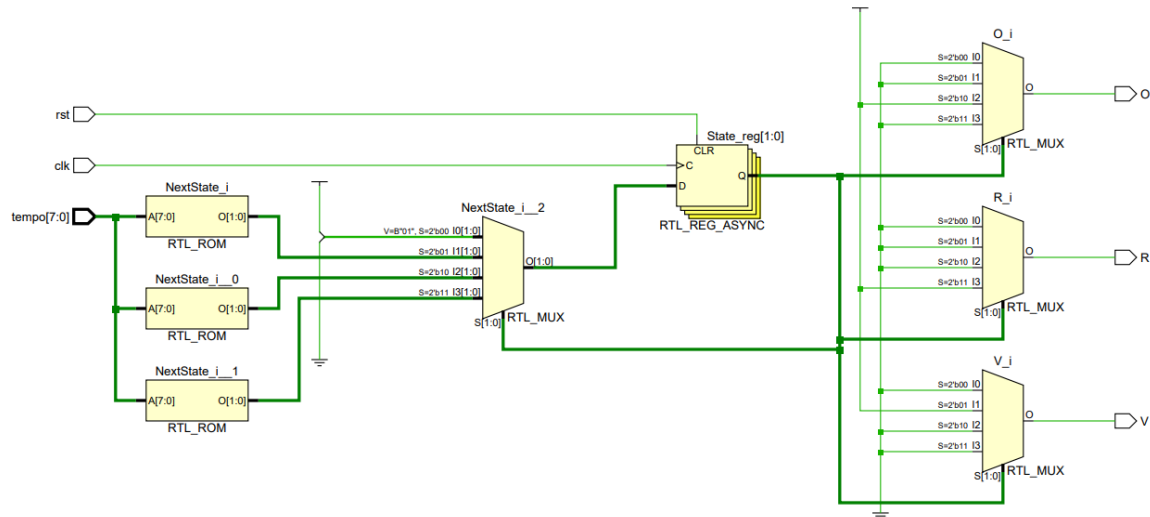 rst
clk
tempo[7:0]
NextState_i
A[7:0] O[1:0]
RTL_ROM
NextState_i__0
A[7:0] O[1:0]
RTL_ROM
NextState_i__1
A[7:0] O[1:0]
RTL_ROM
NextState_i__2
V=B"01", S=2'b00 I0[1:0]
S=2'b01 I1[1:0]
S=2'b10 I2[1:0]
S=2'b11 I3[1:0]
O[1:0]
S[1:0]
RTL_MUX
State_reg[1:0]
CLR
C
D
Q
RTL_REG_ASYNC
O_i
S=2'b00 I0
S=2'b01 I1
S=2'b10 I2
S=2'b11 I3
O
S[1:0]
RTL_MUX
O
R_i
S=2'b00 I0
S=2'b01 I1
S=2'b10 I2
S=2'b11 I3
O
S[1:0]
RTL_MUX
R
V_i
S=2'b00 I0
S=2'b01 I1
S=2'b10 I2
S=2'b11 I3
O
S[1:0]
RTL_MUX
V